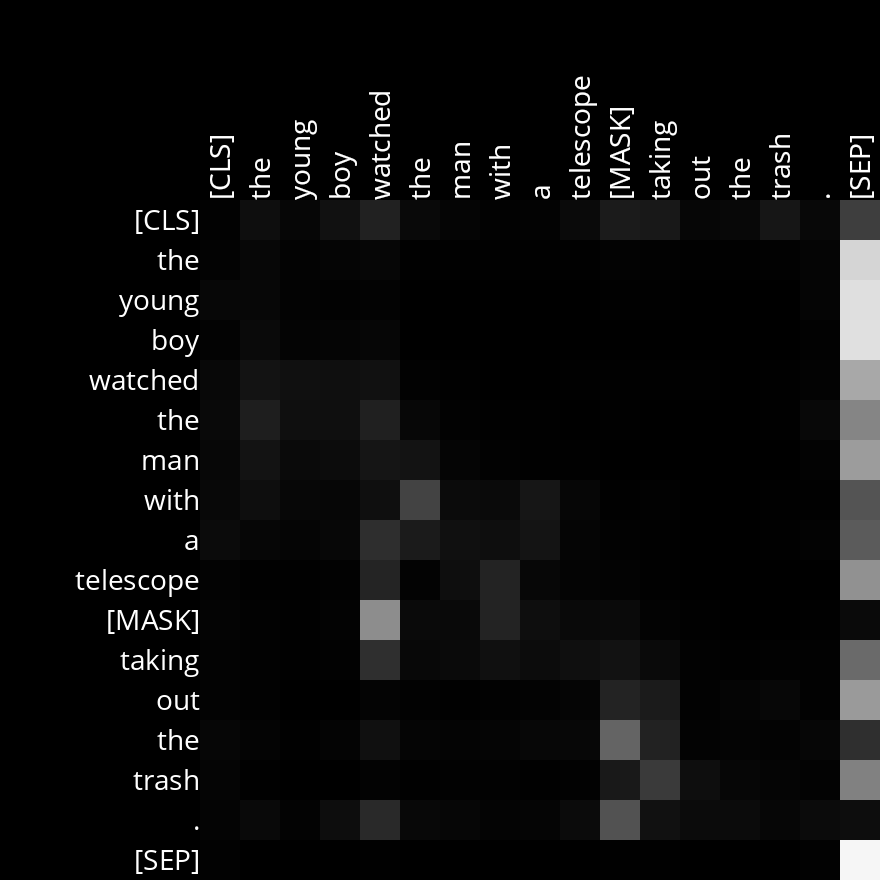 [CLS] the young boy watched the man with a telescope [MASK] taking out the trash . [SEP]
[CLS]
the
young
boy
watched
the
man
with
a
telescope
[MASK]
taking
out
the
trash
.
[SEP]